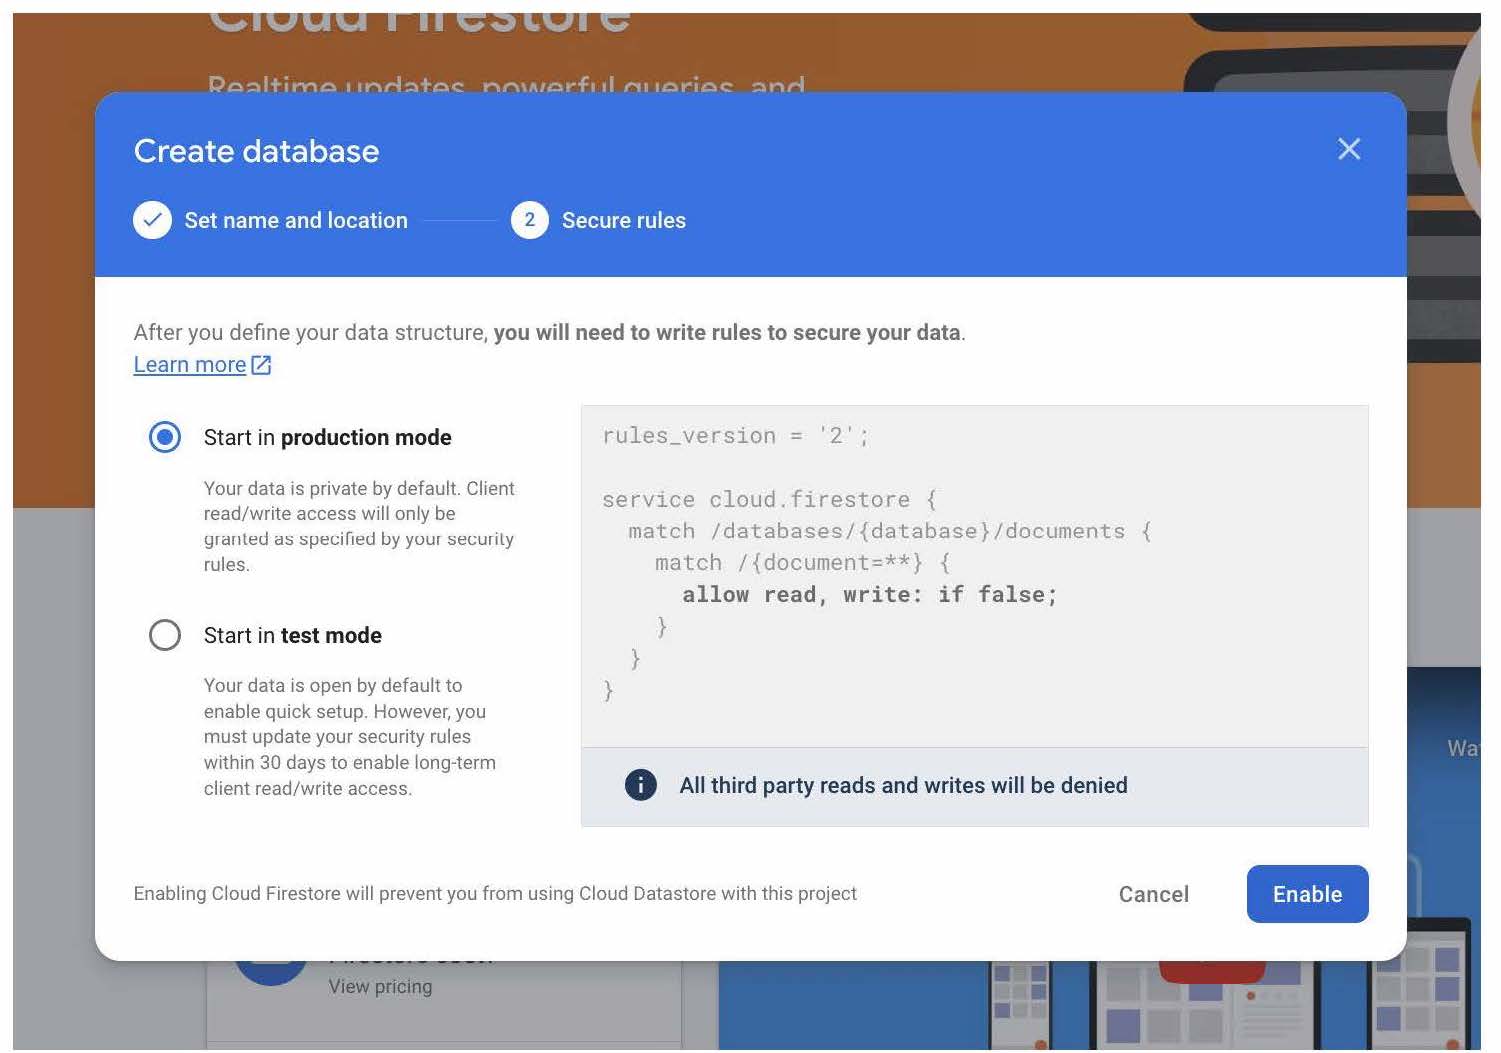 Cloud Firestore
Realtime updates, powerful queries, and
Create database
Set name and location
2 Secure rules
After you define your data structure, you will need to write rules to secure your data.
Learn more
Start in production mode
Your data is private by default. Client
read/write access will only be
granted as specified by your security
rules.
Start in test mode
Your data is open by default to
enable quick setup. However, you
must update your security rules
within 30 days to enable long-term
client read/write access.
rules_version = '2';
service cloud.firestore {
match /databases/{database}/documents {
match /{document=**} {
allow read, write: if false;
}
}
}
All third party reads and writes will be denied
Enabling Cloud Firestore will prevent you from using Cloud Datastore with this project
Cancel
Enable
View pricing